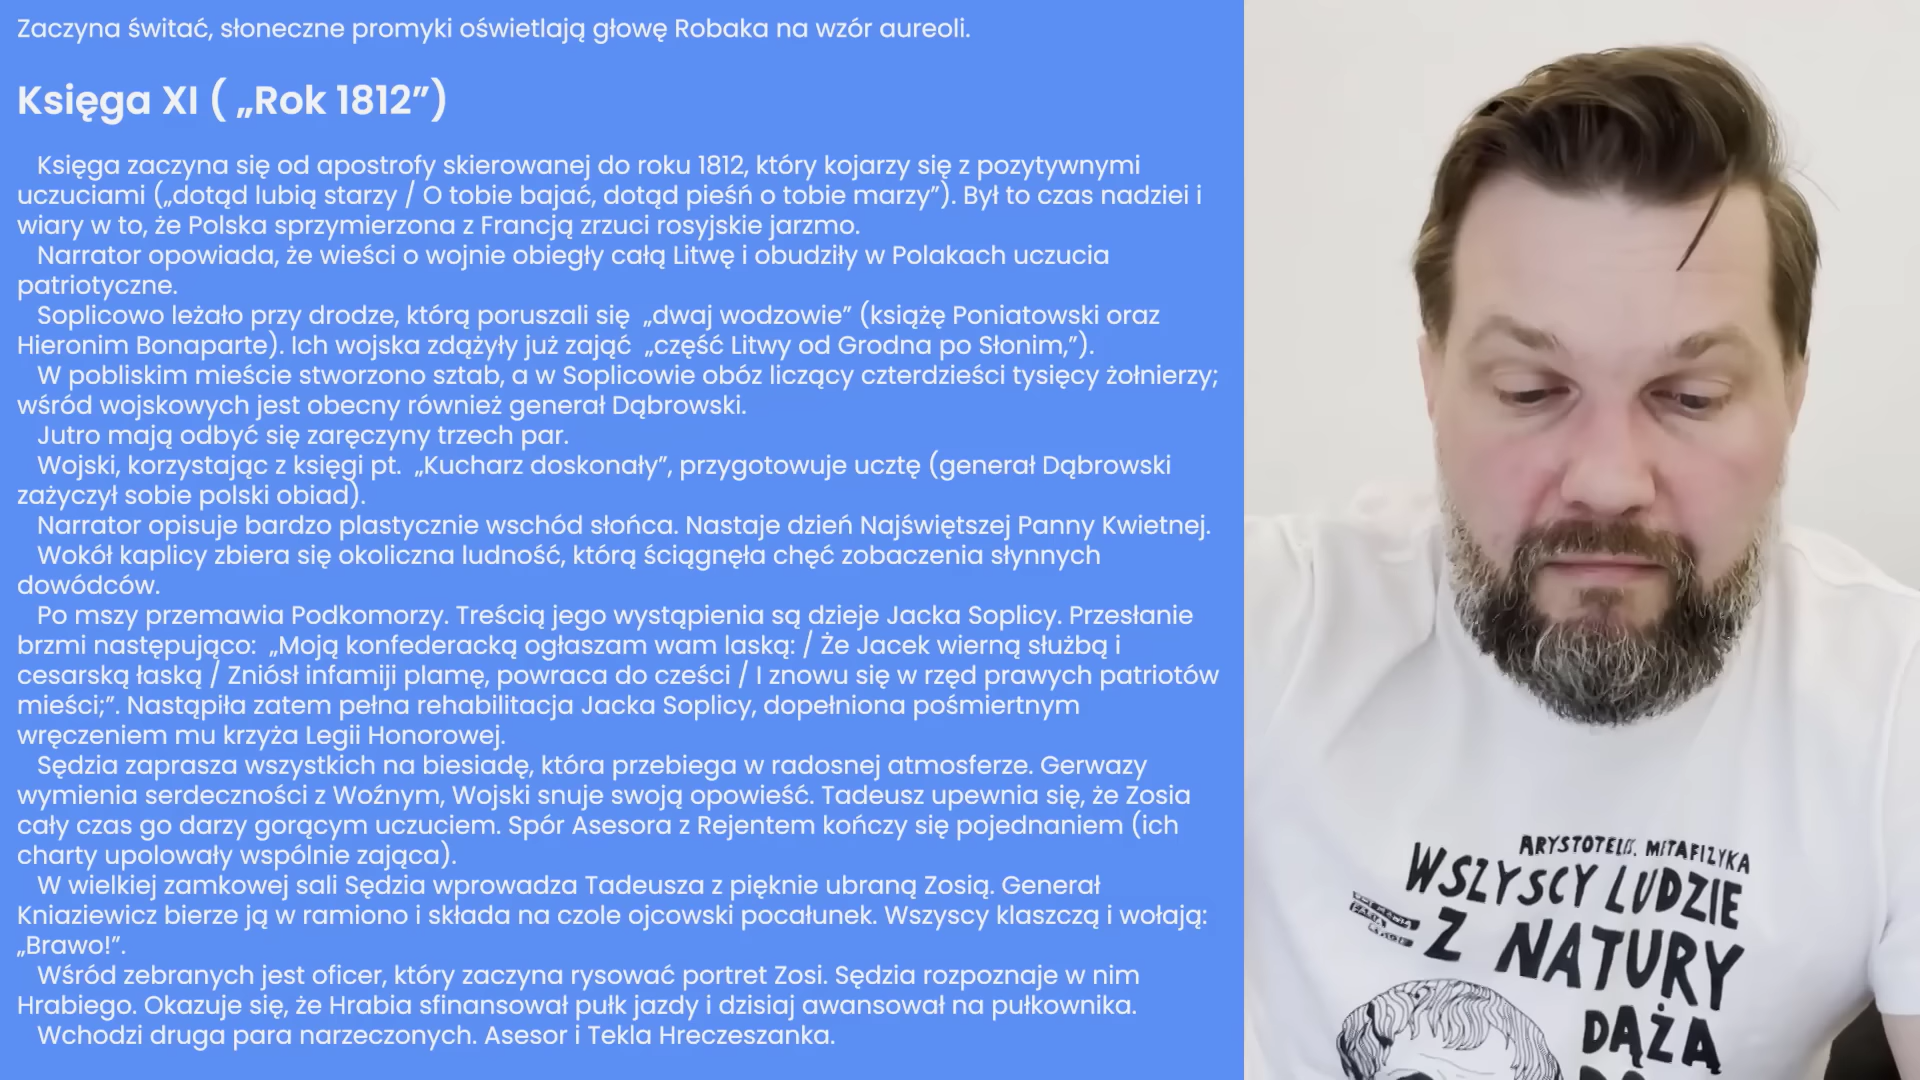 Zaczyna świtać, słoneczne promyki oświetlają głowę Robaka na wzór aureoli.
Księga XI ( „Rok 1812”)
Księga zaczyna się od apostrofy skierowanej do roku 1812, który kojarzy się z pozytywnymi
uczuciami („dotąd lubią starzy / O tobie bajać, dotąd pieśń o tobie marzy”). Był to czas nadziei i
wiary w to, że Polska sprzymierzona z Francją zrzuci rosyjskie jarzmo.
Narrator opowiada, że wieści o wojnie obiegły całą Litwę i obudziły w Polakach uczucia
patriotyczne.
Soplicowo leżało przy drodze, którą poruszali się „dwaj wodzowie” (książę Poniatowski oraz
Hieronim Bonaparte). Ich wojska zdążyły już zająć „część Litwy od Grodna po Słonim,”).
W pobliskim mieście stworzono sztab, a w Soplicowie obóz liczący czterdzieści tysięcy żołnierzy;
wśród wojskowych jest obecny również generał Dąbrowski.
Jutro mają odbyć się zaręczyny trzech par.
Wojski, korzystając z księgi pt. „Kucharz doskonały”, przygotowuje ucztę (generał Dąbrowski
zażyczył sobie polski obiad).
Narrator opisuje bardzo plastycznie wschód słońca. Nastaje dzień Najświętszej Panny Kwietnej.
Wokół kaplicy zbiera się okoliczna ludność, którą ściągnęła chęć zobaczenia słynnych
dowódców.
Po mszy przemawia Podkomorzy. Treścią jego wystąpienia są dzieje Jacka Soplicy. Przesłanie
brzmi następująco: „Moją konfederacką ogłaszam wam laską: / Że Jacek wierną służbą i
cesarską łaską / Zniósł infamiji plamę, powraca do cześci / I znowu się w rzęd prawych patriotów
mieści;”. Nastąpiła zatem pełna rehabilitacja Jacka Soplicy, dopełniona pośmiertnym
wręczeniem mu krzyża Legii Honorowej.
Sędzia zaprasza wszystkich na biesiadę, która przebiega w radosnej atmosferze. Gerwazy
wymienia serdeczności z Woźnym, Wojski snuje swoją opowieść. Tadeusz upewnia się, że Zosia
cały czas go darzy gorącym uczuciem. Spór Asesora z Rejentem kończy się pojednaniem (ich
charty upolowały wspólnie zająca).
W wielkiej zamkowej sali Sędzia wprowadza Tadeusza z pięknie ubraną Zosią. Generał
Kniaziewicz bierze ją w ramiono i składa na czole ojcowski pocałunek. Wszyscy klaszczą i wołają:
„Brawo!”.
Wśród zebranych jest oficer, który zaczyna rysować portret Zosi. Sędzia rozpoznaje w nim
Hrabiego. Okazuje się, że Hrabia sfinansował pułk jazdy i dzisiaj awansował na pułkownika.
Wchodzi druga para narzeczonych. Asesor i Tekla Hreczeszanka.
ARYSTOTELES, METAFIZYKA
WSZYSCY LUDZIE
Z NATURY
DĄŻĄ